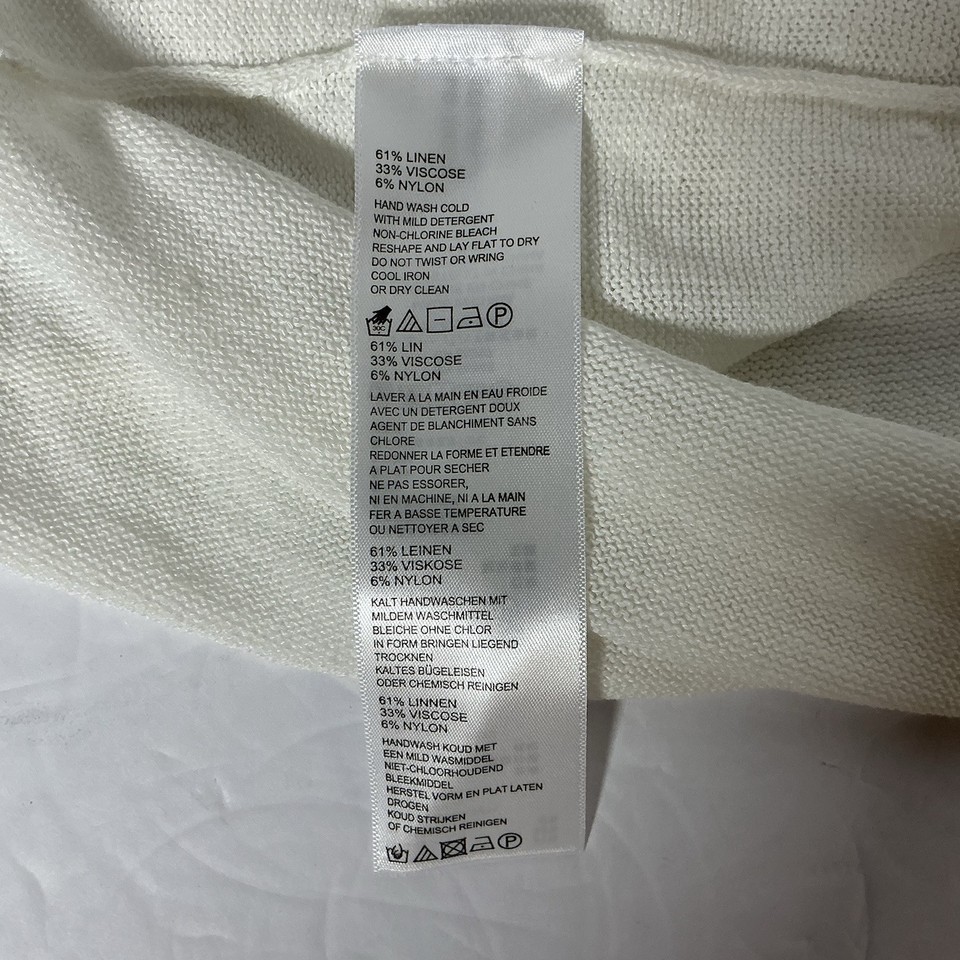 61% LINEN
33% VISCOSE
6% NYLON
HAND WASH COLD
WITH MILD DETERGENT
NON-CHLORINE BLEACH
RESHAPE AND LAY FLAT TO DRY
DO NOT TWIST OR WRING
COOL IRON
OR DRY CLEAN
30C P
61% LIN
33% VISCOSE
6% NYLON
LAVER A LA MAIN EN EAU FROIDE
AVEC UN DETERGENT DOUX
AGENT DE BLANCHIMENT SANS
CHLORE
REDONNER LA FORME ET ETENDRE
A PLAT POUR SECHER
NE PAS ESSORER,
NI EN MACHINE, NI A LA MAIN
FER A BASSE TEMPERATURE
OU NETTOYER A SEC
61% LEINEN
33% VISKOSE
6% NYLON
KALT HANDWASCHEN MIT
MILDEM WASCHMITTEL
BLEICHE OHNE CHLOR
IN FORM BRINGEN LIEGEND
TROCKNEN
KALTES BÜGELEISEN
ODER CHEMISCH REINIGEN
61% LINNEN
33% VISCOSE
6% NYLON
HANDWASH KOUD MET
EEN MILD WASMIDDEL
NIET-CHLOORHOUDEND
BLEEKMIDDEL
HERSTEL VORM EN PLAT LATEN
DROGEN
KOUD STRIJKEN
OF CHEMISCH REINIGEN
P